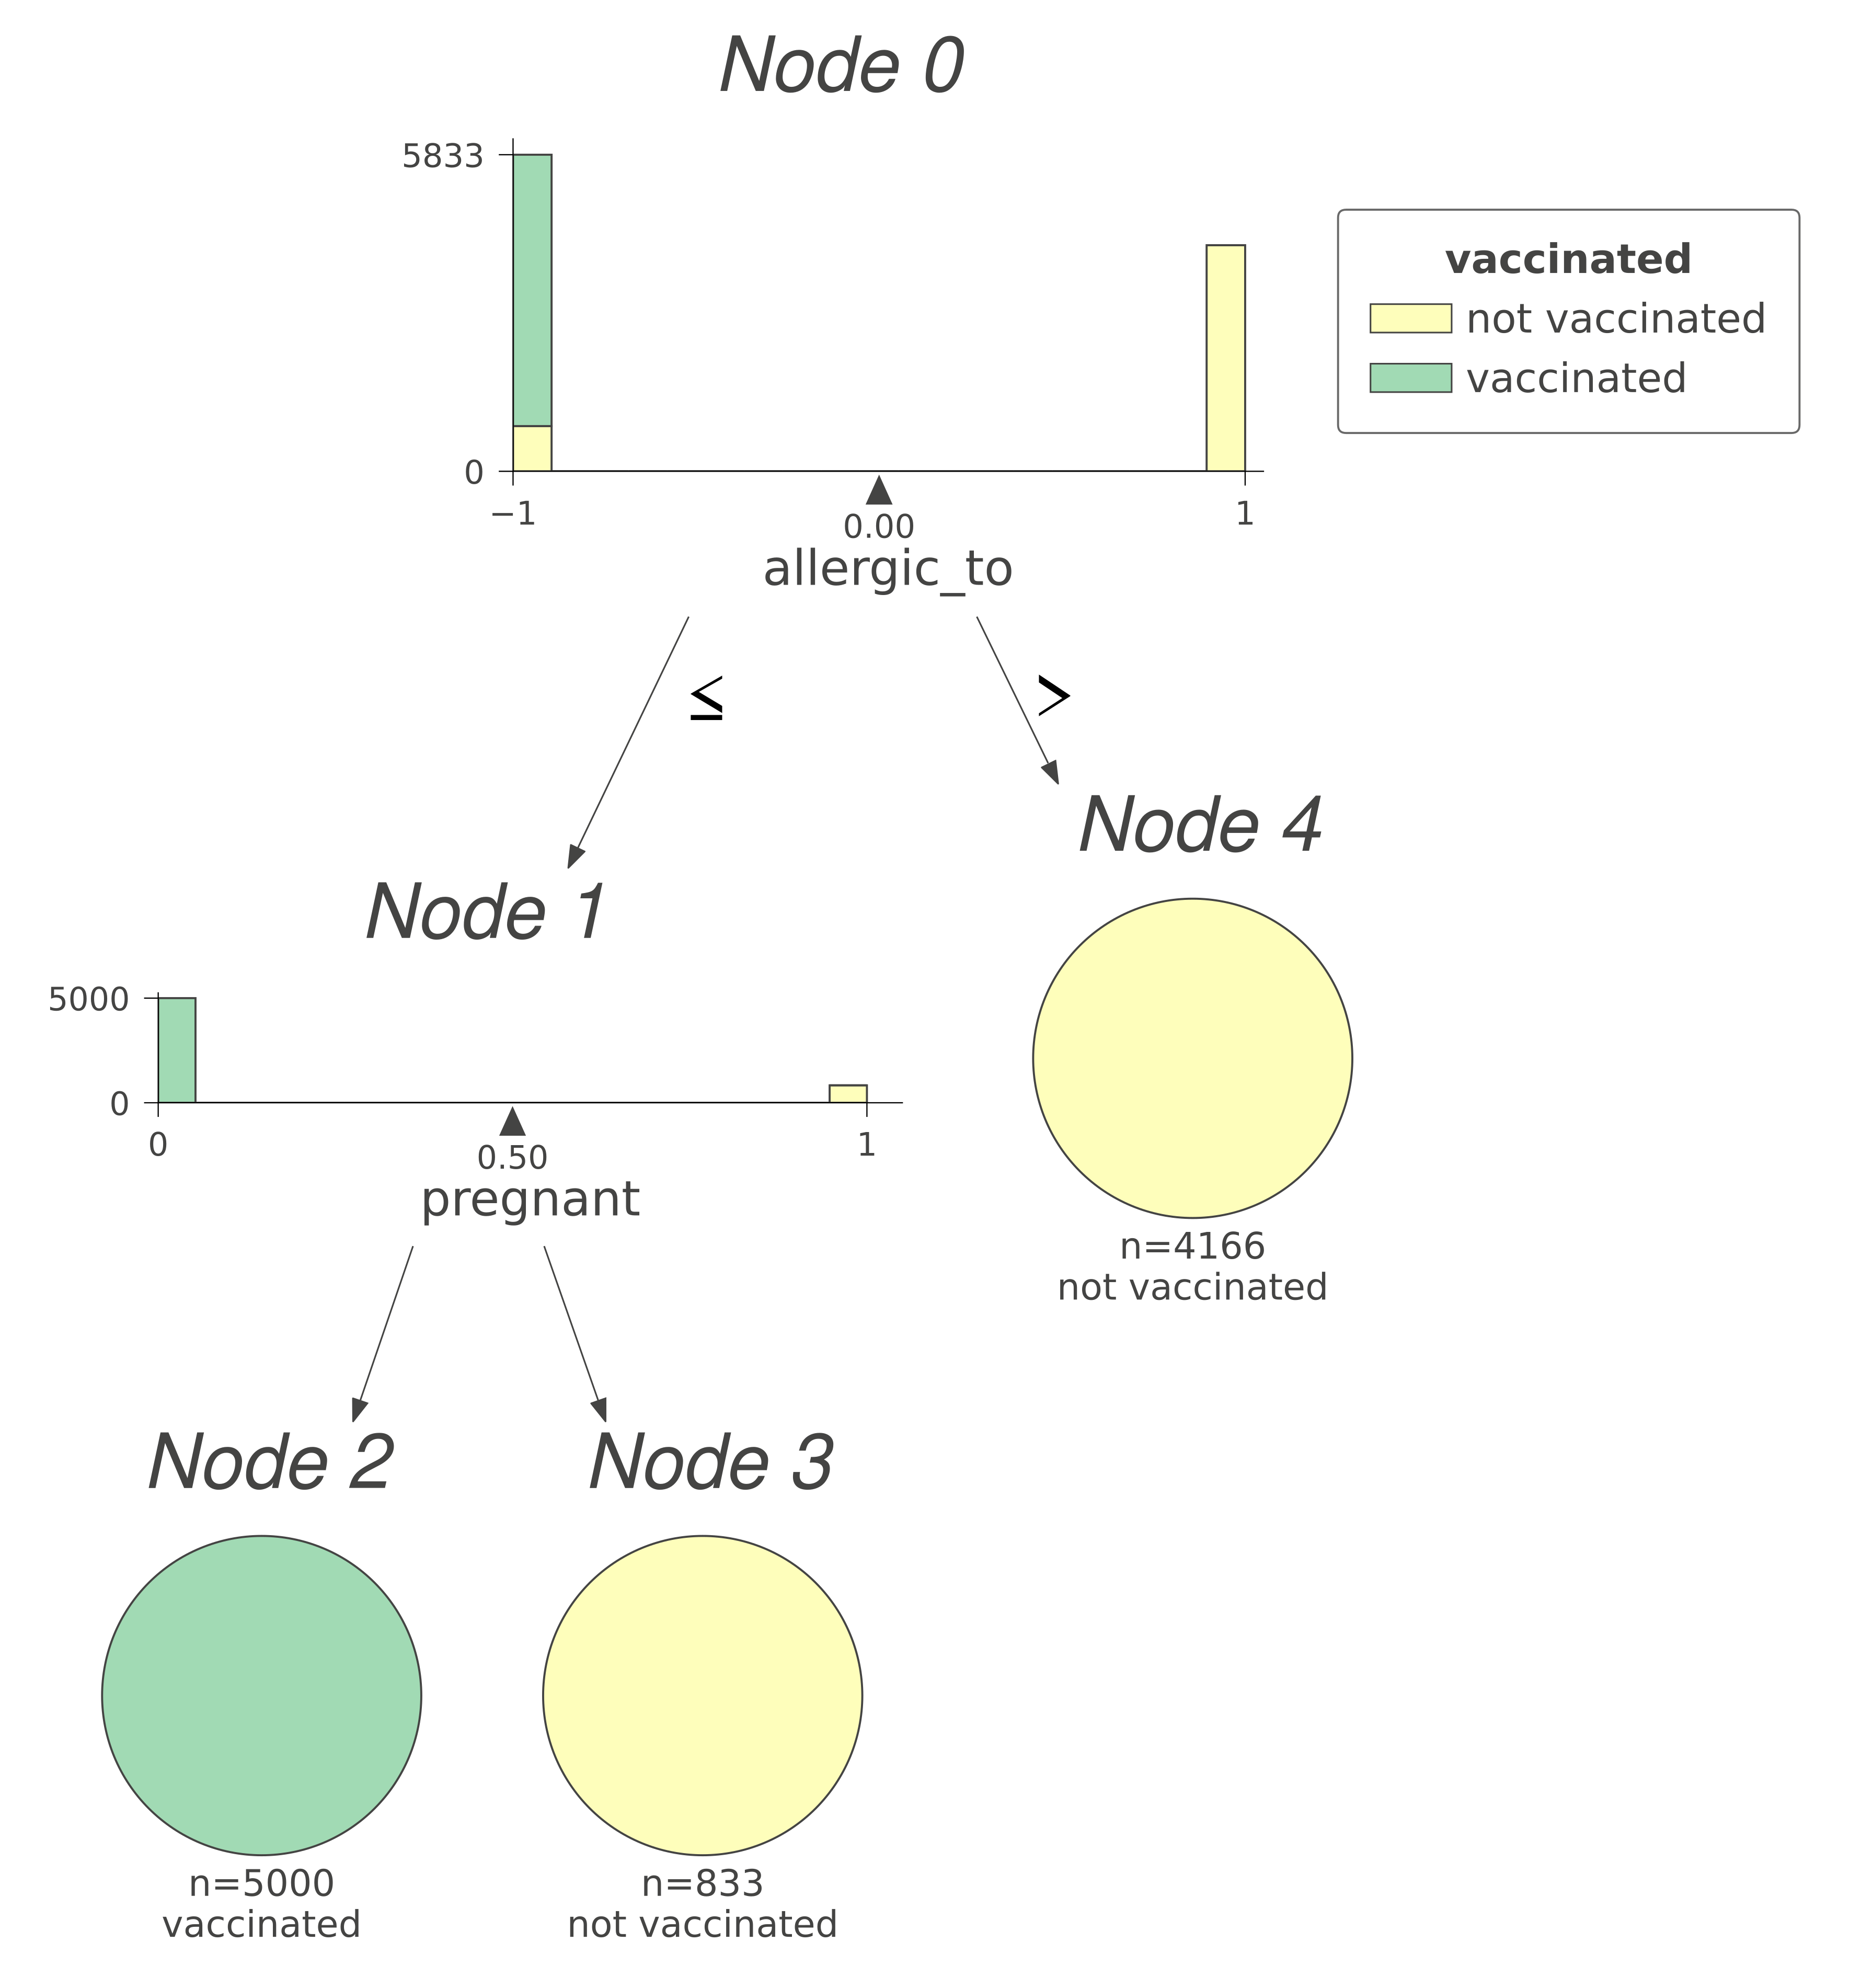 Node 0
5833
0
−1
0.00
1
allergic_to
vaccinated
not vaccinated
vaccinated
≤
>
Node 4
n=4166
not vaccinated
Node 1
5000
0
0
0.50
1
pregnant
Node 2
n=5000
vaccinated
Node 3
n=833
not vaccinated